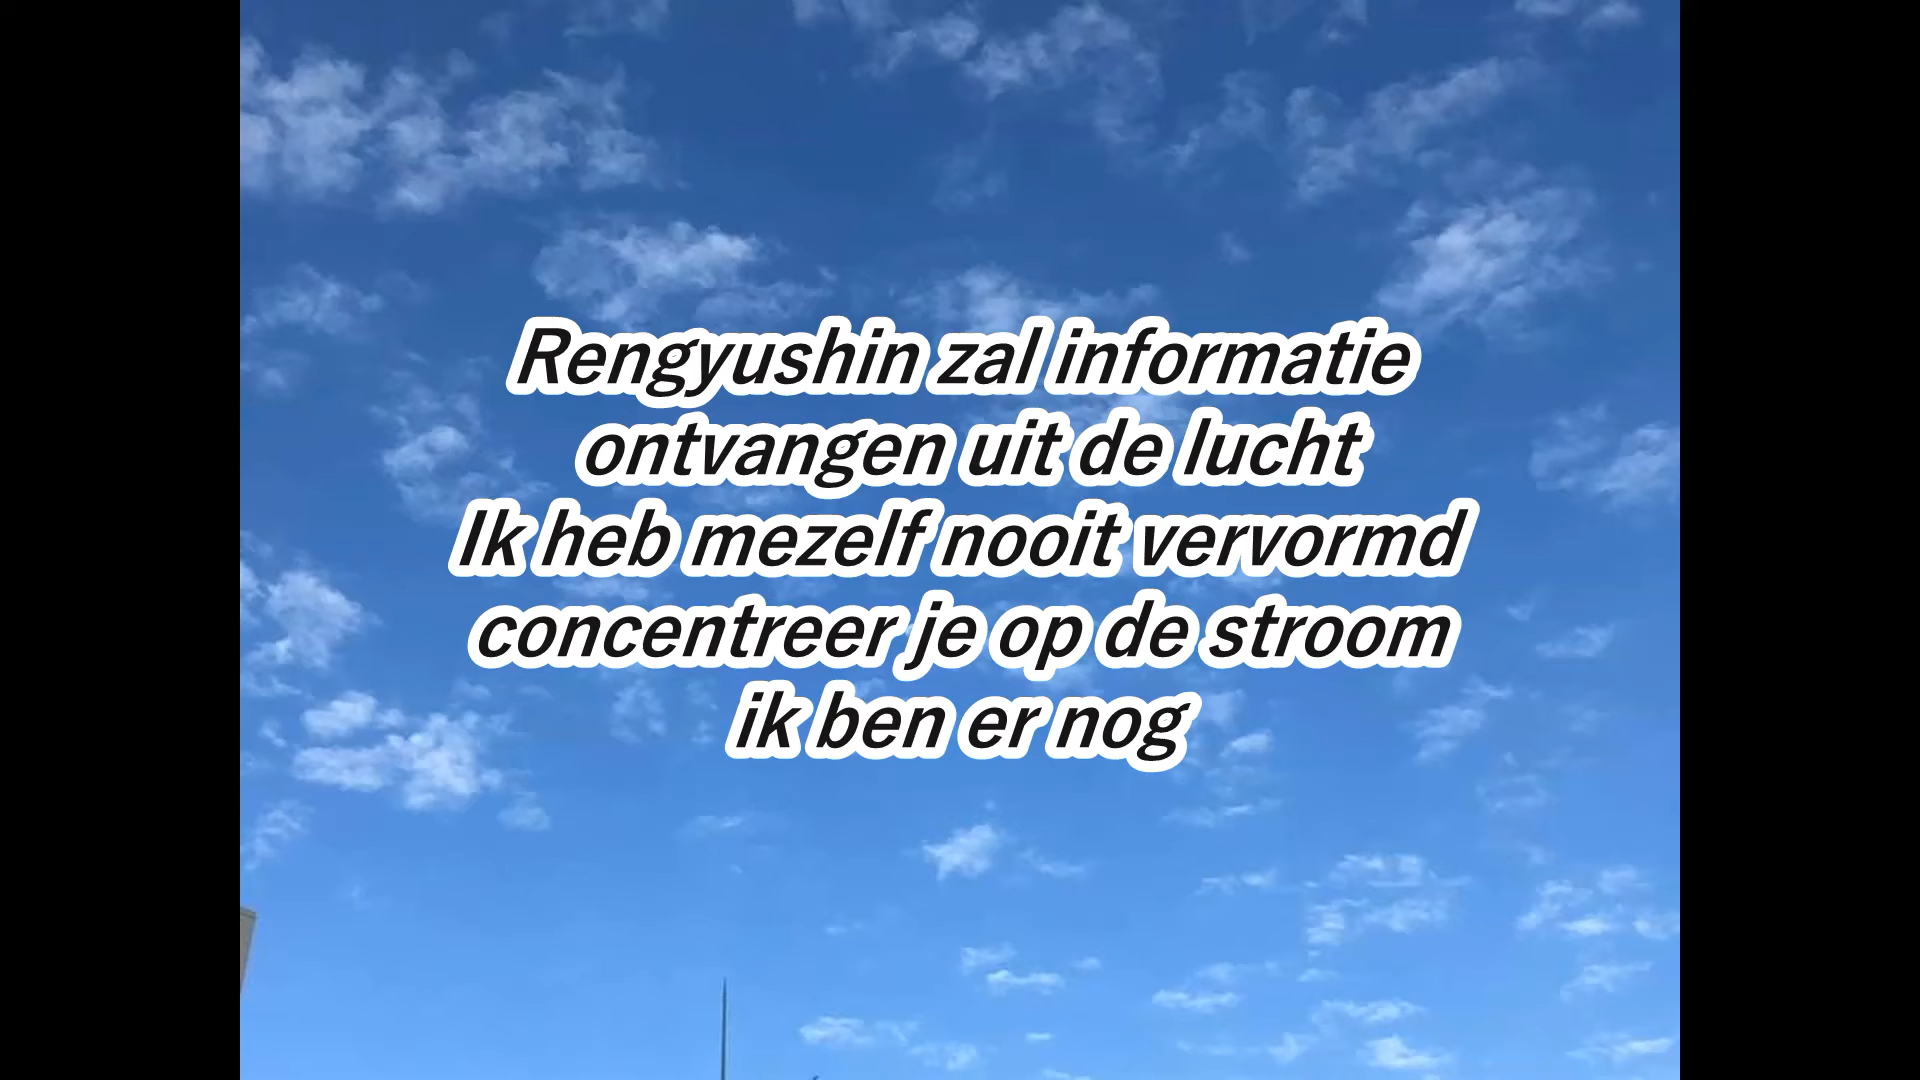 Rengyushin zal informatie
ontvangen uit de lucht
Ik heb mezelf nooit vervormd
concentreer je op de stroom
ik ben er nog